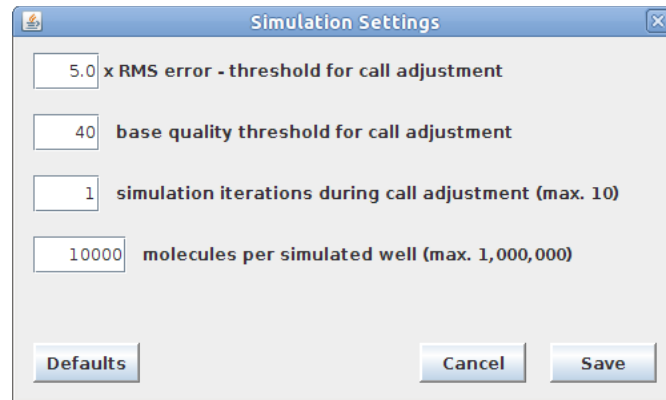 Simulation Settings
5.0 x RMS error - threshold for call adjustment
40 base quality threshold for call adjustment
1 simulation iterations during call adjustment (max. 10)
10000 molecules per simulated well (max. 1,000,000)
Defaults Cancel Save